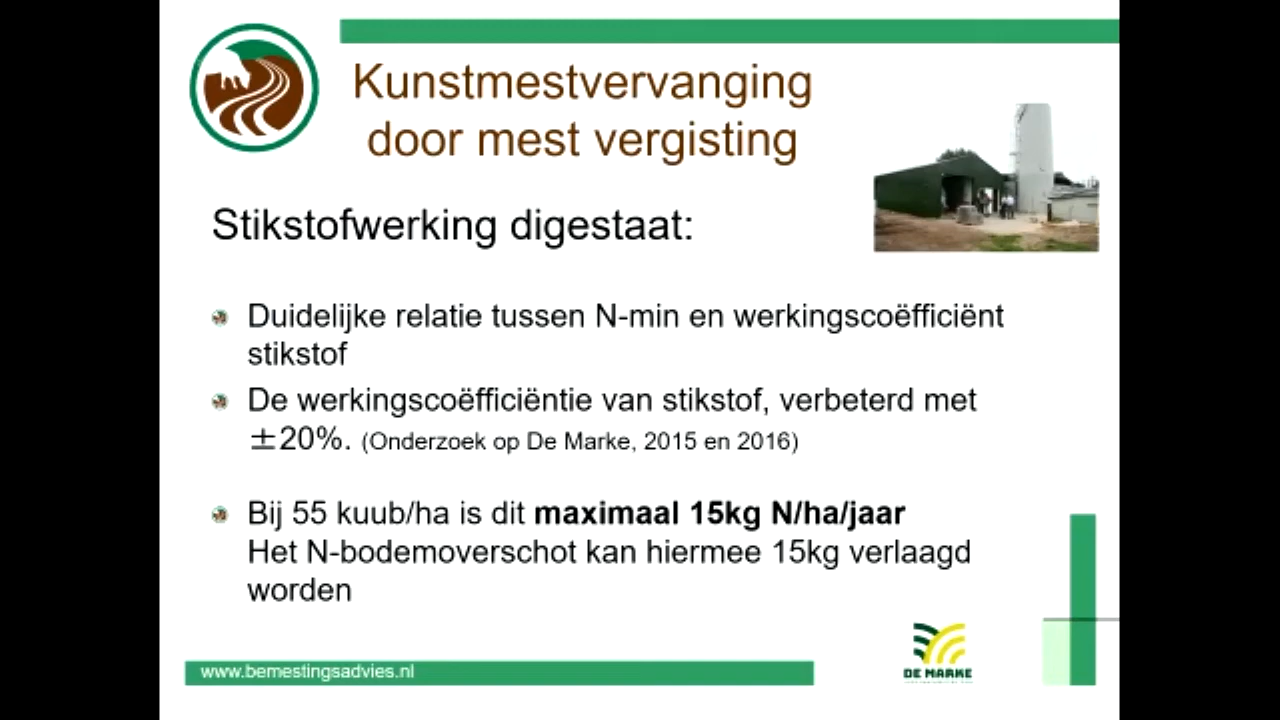 Kunstmestvervanging
door mest vergisting
Stikstofwerking digestaat:
Duidelijke relatie tussen N-min en werkingscoëfficiënt
stikstof
De werkingscoëfficiëntie van stikstof, verbeterd met
±20%. (Onderzoek op De Marke, 2015 en 2016)
Bij 55 kuub/ha is dit maximaal 15kg N/ha/jaar
Het N-bodemoverschot kan hiermee 15kg verlaagd
worden
www.bemestingsadvies.nl
DE MARKE